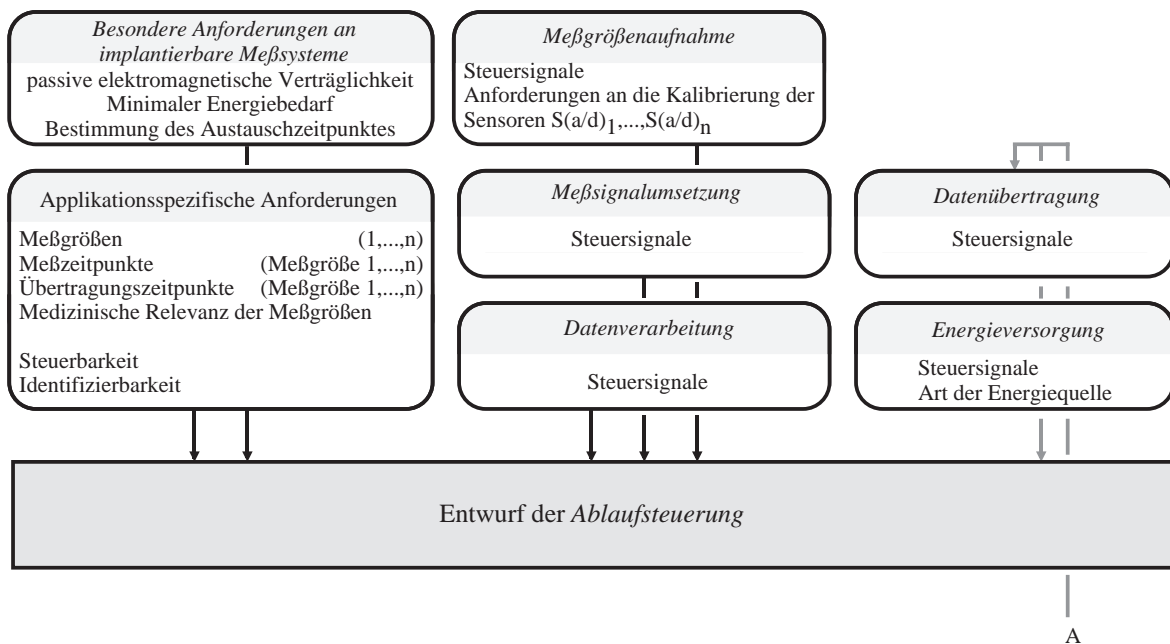 Besondere Anforderungen an
implantierbare Meßsysteme
passive elektromagnetische Verträglichkeit
Minimaler Energiebedarf
Bestimmung des Austauschzeitpunktes
Applikationsspezifische Anforderungen
Meßgrößen (1,...,n)
Meßzeitpunkte (Meßgröße 1,...,n)
Übertragungszeitpunkte (Meßgröße 1,...,n)
Medizinische Relevanz der Meßgrößen
Steuerbarkeit
Identifizierbarkeit
Meßgrößenaufnahme
Steuersignale
Anforderungen an die Kalibrierung der
Sensoren S(a/d)1,...,S(a/d)n
Meßsignalumsetzung
Steuersignale
Datenverarbeitung
Steuersignale
Datenübertragung
Steuersignale
Energieversorgung
Steuersignale
Art der Energiequelle
Entwurf der Ablaufsteuerung
A